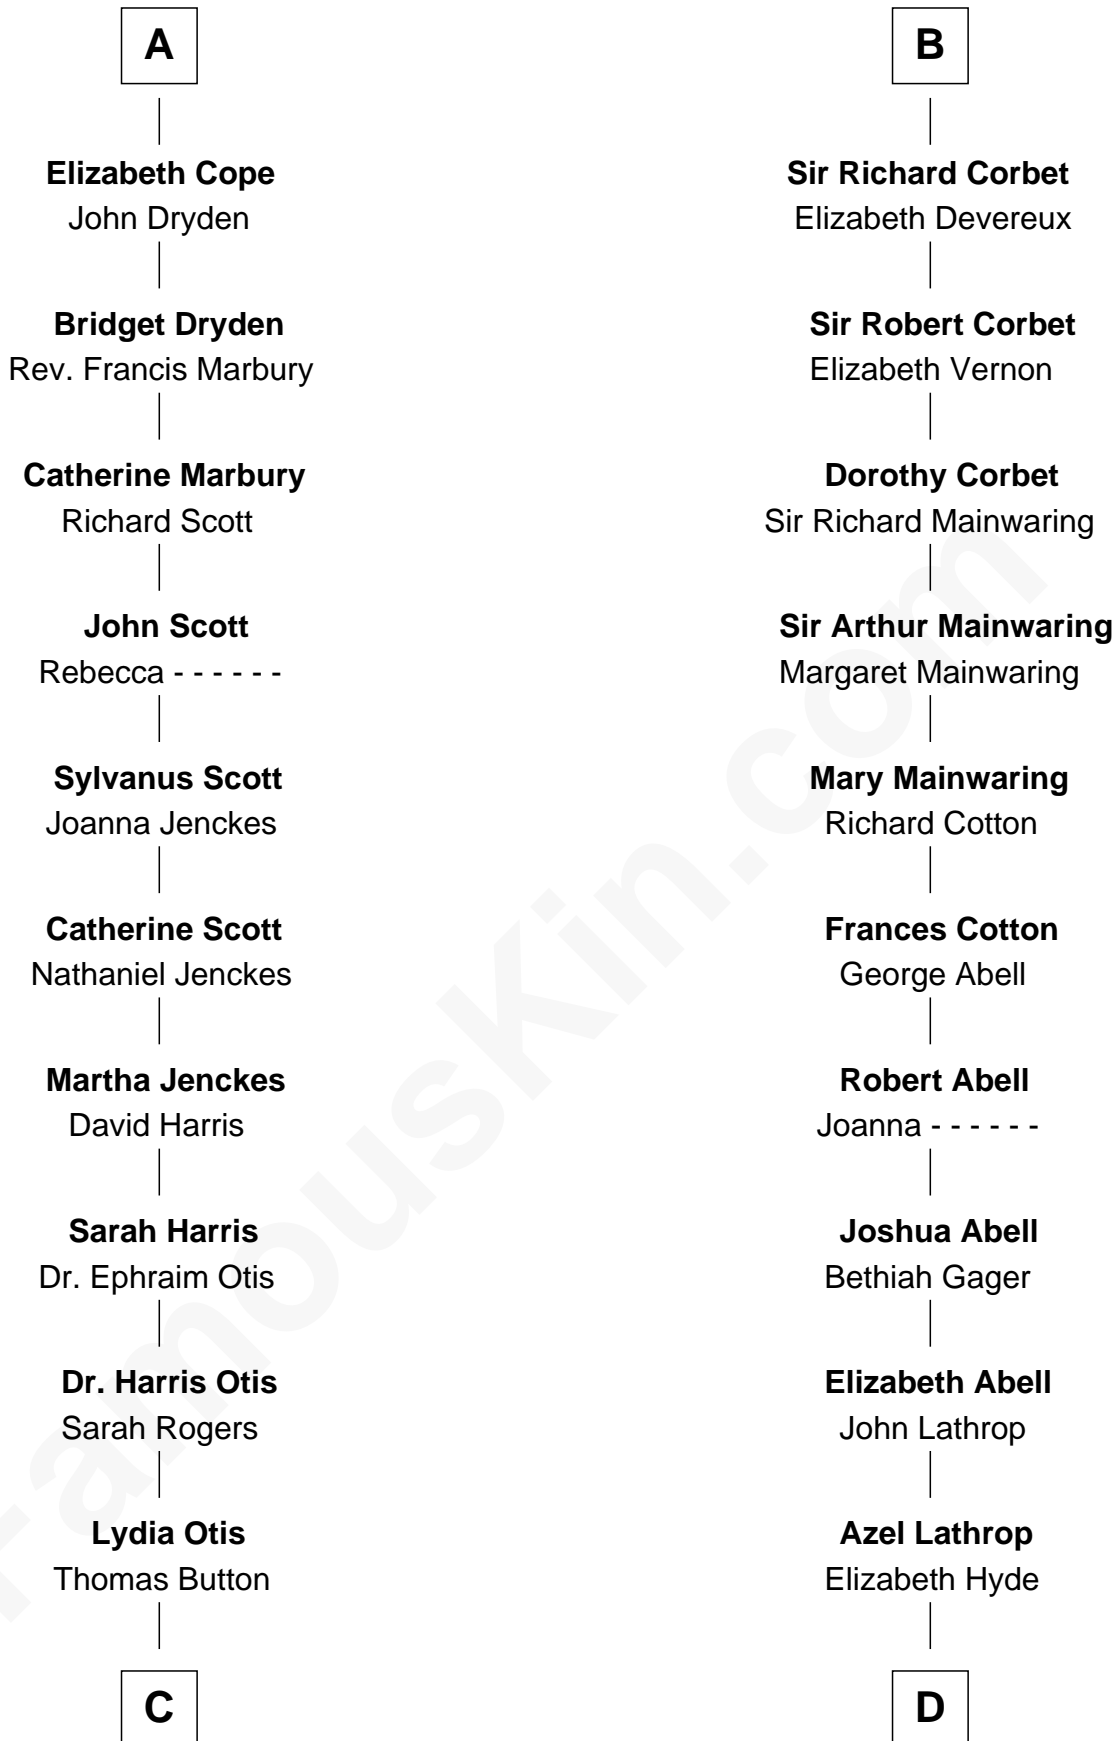 A
Elizabeth Cope
John Dryden
Bridget Dryden
Rev. Francis Marbury
Catherine Marbury
Richard Scott
John Scott
Rebecca - - - - - -
Sylvanus Scott
Joanna Jenckes
Catherine Scott
Nathaniel Jenckes
Martha Jenckes
David Harris
Sarah Harris
Dr. Ephraim Otis
Dr. Harris Otis
Sarah Rogers
Lydia Otis
Thomas Button
C
B
Sir Richard Corbet
Elizabeth Devereux
Sir Robert Corbet
Elizabeth Vernon
Dorothy Corbet
Sir Richard Mainwaring
Sir Arthur Mainwaring
Margaret Mainwaring
Mary Mainwaring
Richard Cotton
Frances Cotton
George Abell
Robert Abell
Joanna - - - - - -
Joshua Abell
Bethiah Gager
Elizabeth Abell
John Lathrop
Azel Lathrop
Elizabeth Hyde
D
FamousKin.com